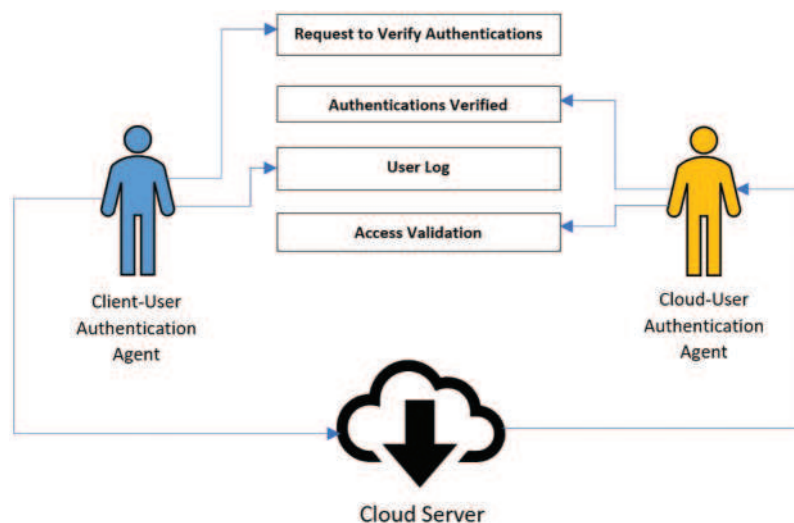 Request to Verify Authentications
Authentications Verified
User Log
Access Validation
Client-User
Authentication
Agent
Cloud-User
Authentication
Agent
Cloud Server